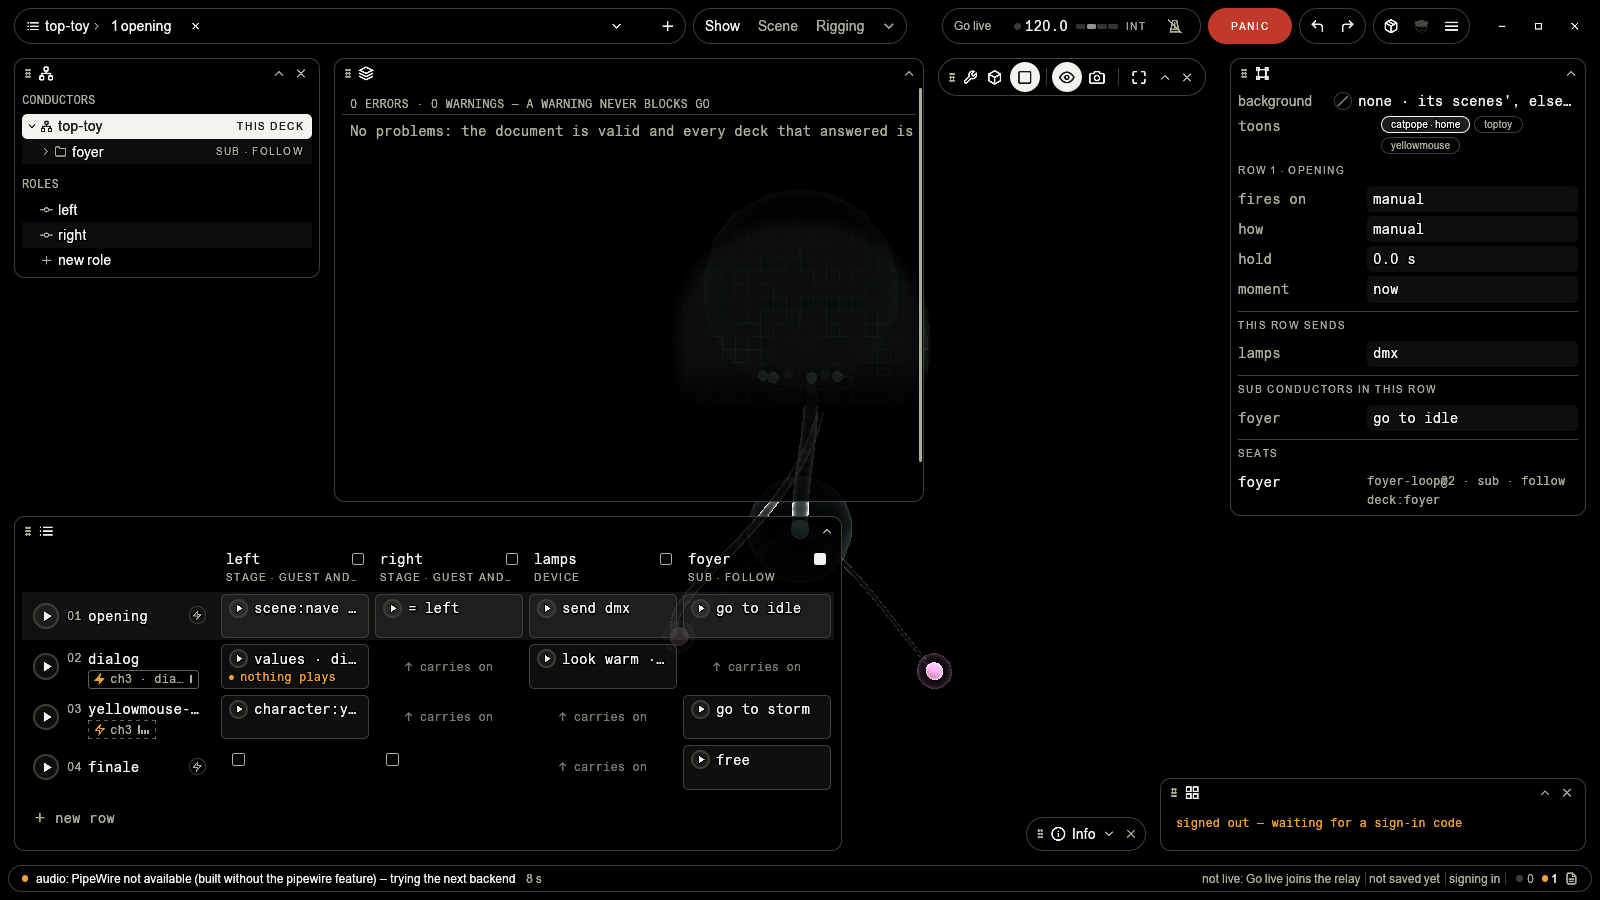 top-toy › 1 opening
Show Scene Rigging
Go live 120.0 INT
PANIC
CONDUCTORS
top-toy THIS DECK
foyer SUB · FOLLOW
ROLES
left
right
+ new role
0 ERRORS · 0 WARNINGS — A WARNING NEVER BLOCKS GO
No problems: the document is valid and every deck that answered is
background none · its scenes', else…
toons catpope · home toptoy
yellowmouse
ROW 1 · OPENING
fires on manual
how manual
hold 0.0 s
moment now
THIS ROW SENDS
lamps dmx
SUB CONDUCTORS IN THIS ROW
foyer go to idle
SEATS
foyer foyer-loop@2 · sub · follow
deck:foyer
left right lamps foyer
STAGE · GUEST AND… STAGE · GUEST AND… DEVICE SUB · FOLLOW
01 opening scene:nave … = left send dmx go to idle
02 dialog values · di… ↑ carries on look warm ·… ↑ carries on
ch3 · dia… nothing plays
03 yellowmouse-… character:y… ↑ carries on ↑ carries on go to storm
ch3
04 finale ↑ carries on free
+ new row
Info
signed out — waiting for a sign-in code
audio: PipeWire not available (built without the pipewire feature) – trying the next backend 8 s
not live: Go live joins the relay not saved yet signing in 0 1